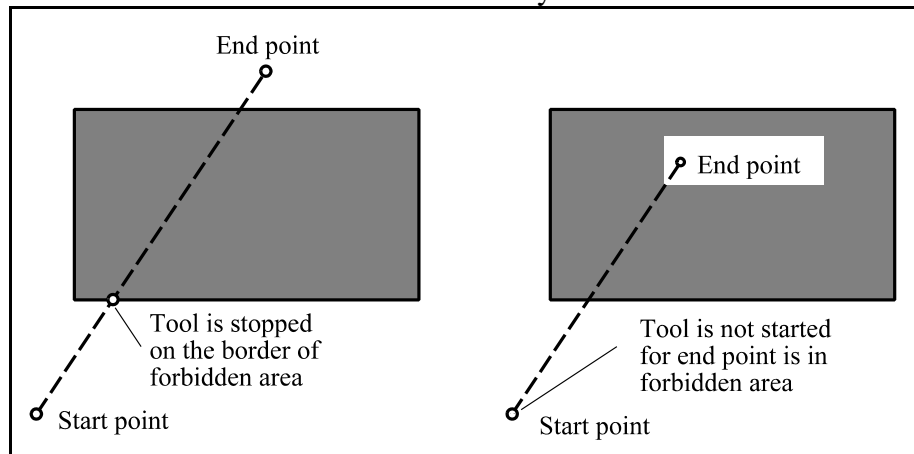 End point
Tool is stopped
on the border of
forbidden area
Start point
End point
Tool is not started
for end point is in
forbidden area
Start point